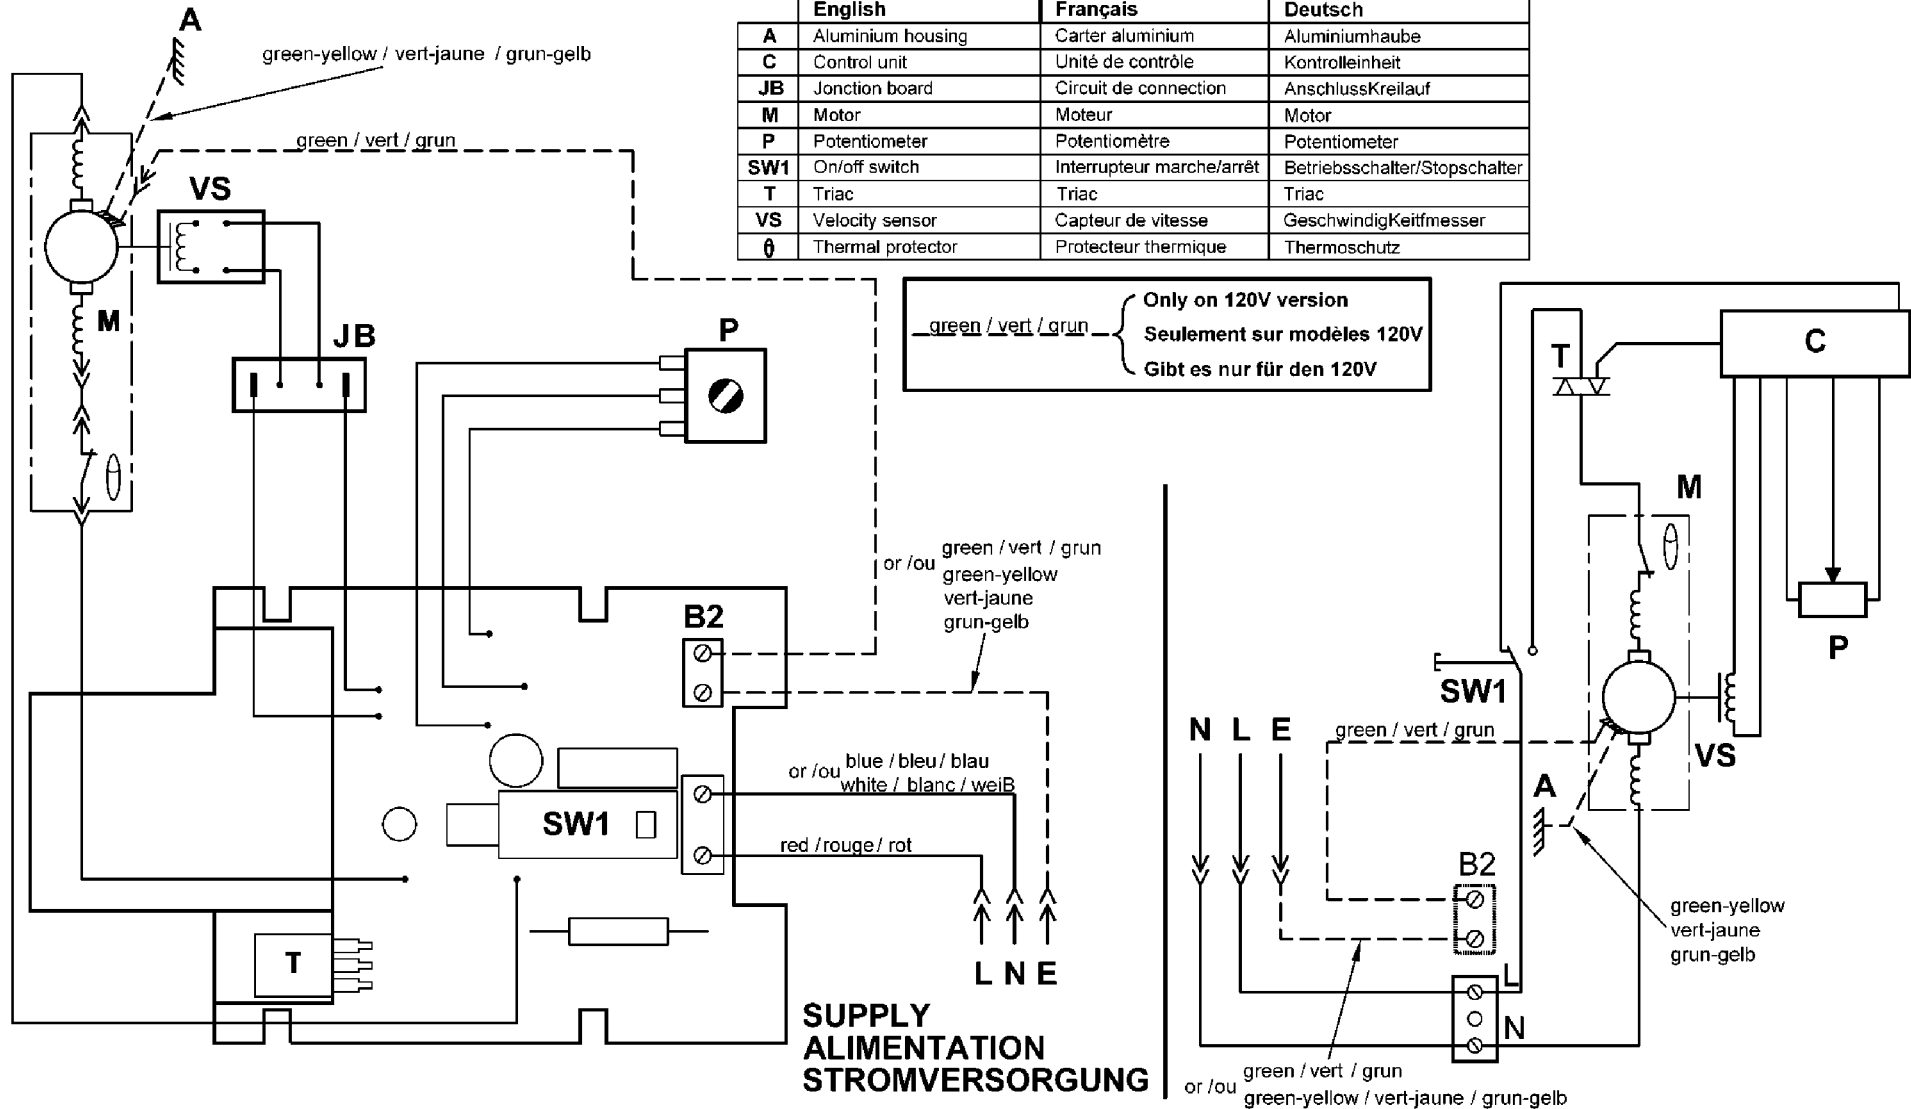 A
green-yellow / vert-jaune / grun-gelb
green / vert / grun
VS
M
JB
P
English Français Deutsch
A Aluminium housing Carter aluminium Aluminiumhaube
C Control unit Unité de contrôle Kontrolleinheit
JB Jonction board Circuit de connection AnschlussKreilauf
M Motor Moteur Motor
P Potentiometer Potentiomètre Potentiometer
SW1 On/off switch Interrupteur marche/arrêt Betriebsschalter/Stopschalter
T Triac Triac Triac
VS Velocity sensor Capteur de vitesse GeschwindigKeitfmesser
θ Thermal protector Protecteur thermique Thermoschutz
green / vert / grun
Only on 120V version
Seulement sur modèles 120V
Gibt es nur für den 120V
or /ou green / vert / grun
green-yellow
vert-jaune
grun-gelb
B2
or /ou blue / bleu / blau
white / blanc / weiB
SW1
red / rouge / rot
T
L N E
SUPPLY
ALIMENTATION
STROMVERSORGUNG
C
T
M
P
SW1
N L E
green / vert / grun
VS
A
B2
green-yellow
vert-jaune
grun-gelb
L
N
or /ou green / vert / grun
green-yellow / vert-jaune / grun-gelb